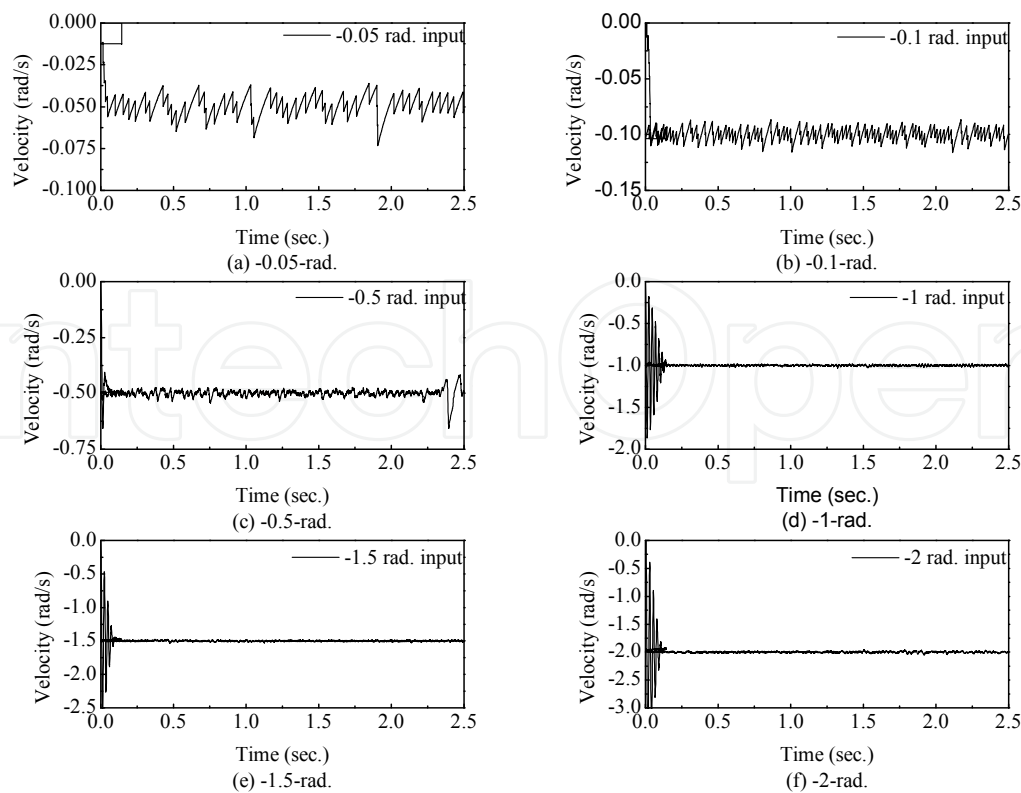 0.000
-0.025
-0.050
-0.075
-0.100
Velocity (rad/s)
-0.05 rad. input
0.0 0.5 1.0 1.5 2.0 2.5
Time (sec.)
(a) -0.05-rad.
0.00
-0.05
-0.10
-0.15
Velocity (rad/s)
-0.1 rad. input
0.0 0.5 1.0 1.5 2.0 2.5
Time (sec.)
(b) -0.1-rad.
0.00
-0.25
-0.50
-0.75
Velocity (rad/s)
-0.5 rad. input
0.0 0.5 1.0 1.5 2.0 2.5
Time (sec.)
(c) -0.5-rad.
0.0
-0.5
-1.0
-1.5
-2.0
Velocity (rad/s)
-1 rad. input
0.0 0.5 1.0 1.5 2.0 2.5
Time (sec.)
(d) -1-rad.
0.0
-0.5
-1.0
-1.5
-2.0
-2.5
Velocity (rad/s)
-1.5 rad. input
0.0 0.5 1.0 1.5 2.0 2.5
Time (sec.)
(e) -1.5-rad.
0.0
-0.5
-1.0
-1.5
-2.0
-2.5
-3.0
Velocity (rad/s)
-2 rad. input
0.0 0.5 1.0 1.5 2.0 2.5
Time (sec.)
(f) -2-rad.
ntechOpen